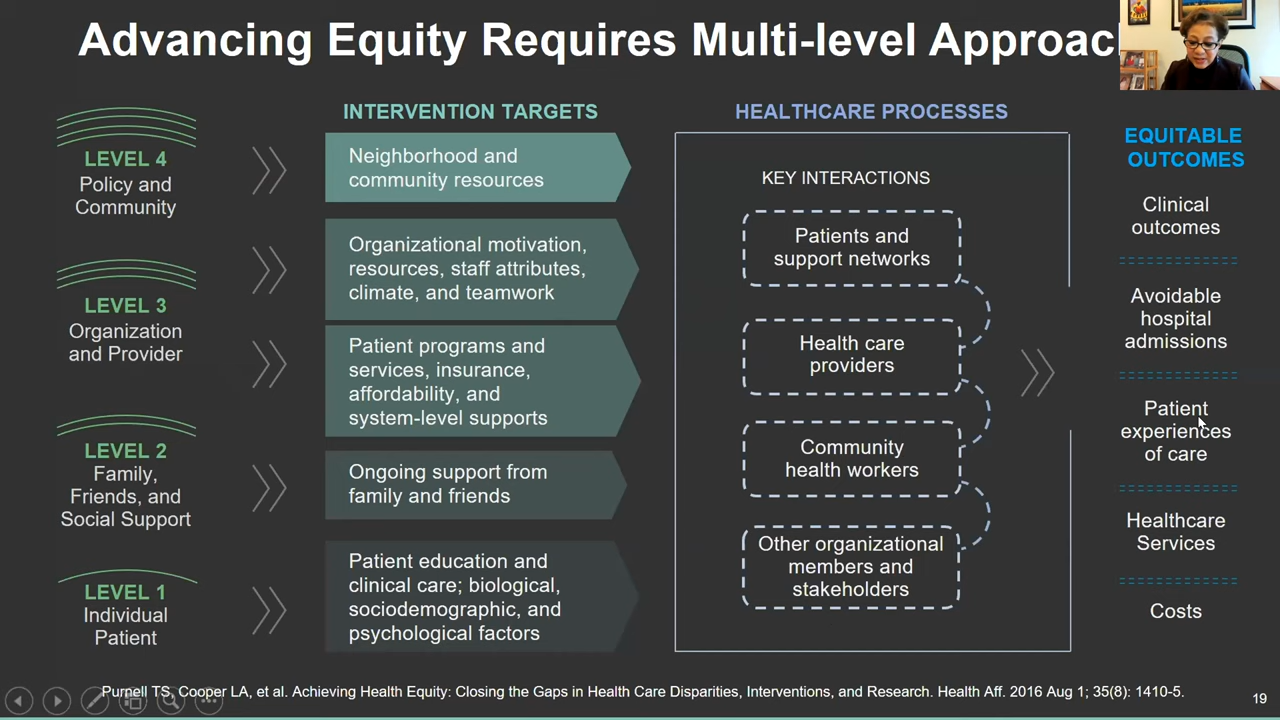 Advancing Equity Requires Multi-level Approac
INTERVENTION TARGETS
HEALTHCARE PROCESSES
EQUITABLE
OUTCOMES
LEVEL 4
Policy and
Community
LEVEL 3
Organization
and Provider
LEVEL 2
Family,
Friends, and
Social Support
LEVEL 1
Individual
Patient
Neighborhood and
community resources
Organizational motivation,
resources, staff attributes,
climate, and teamwork
Patient programs and
services, insurance,
affordability, and
system-level supports
Ongoing support from
family and friends
Patient education and
clinical care; biological,
sociodemographic, and
psychological factors
KEY INTERACTIONS
Patients and
support networks
Health care
providers
Community
health workers
Other organizational
members and
stakeholders
Clinical
outcomes
Avoidable
hospital
admissions
Patient
experiences
of care
Healthcare
Services
Costs
Purnell TS, Cooper LA, et al. Achieving Health Equity: Closing the Gaps in Health Care Disparities, Interventions, and Research. Health Aff. 2016 Aug 1; 35(8): 1410-5.
19